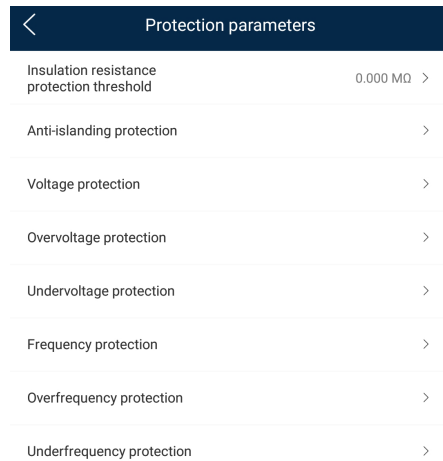 Protection parameters
Insulation resistance
protection threshold
0.000 MΩ
Anti-islanding protection
Voltage protection
Overvoltage protection
Undervoltage protection
Frequency protection
Overfrequency protection
Underfrequency protection